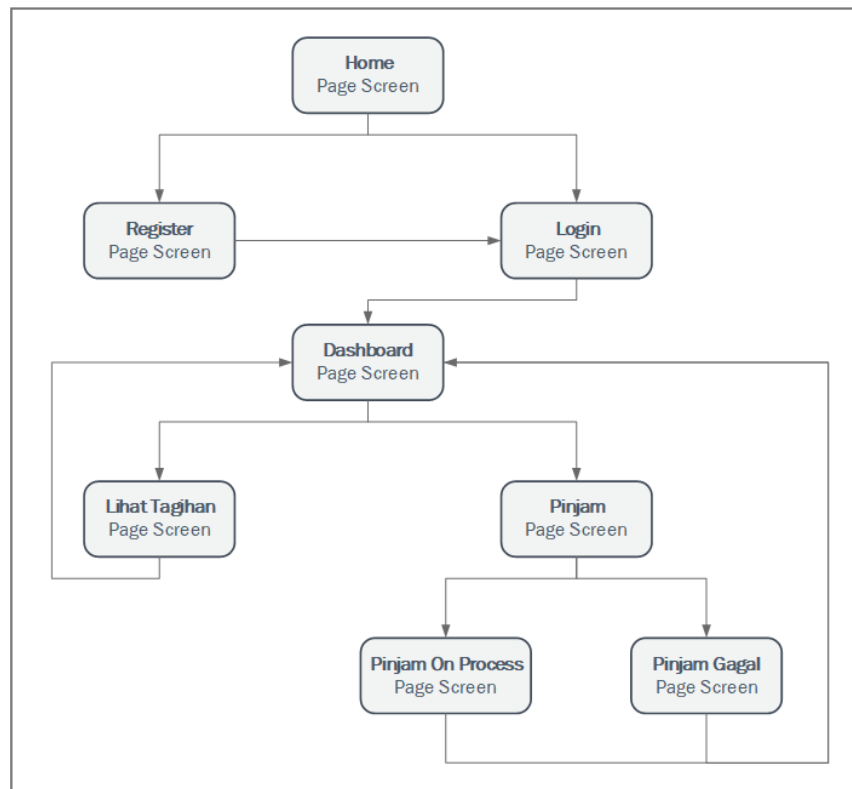 Home
Page Screen
Register
Page Screen
Login
Page Screen
Dashboard
Page Screen
Lihat Tagihan
Page Screen
Pinjam
Page Screen
Pinjam On Process
Page Screen
Pinjam Gagal
Page Screen